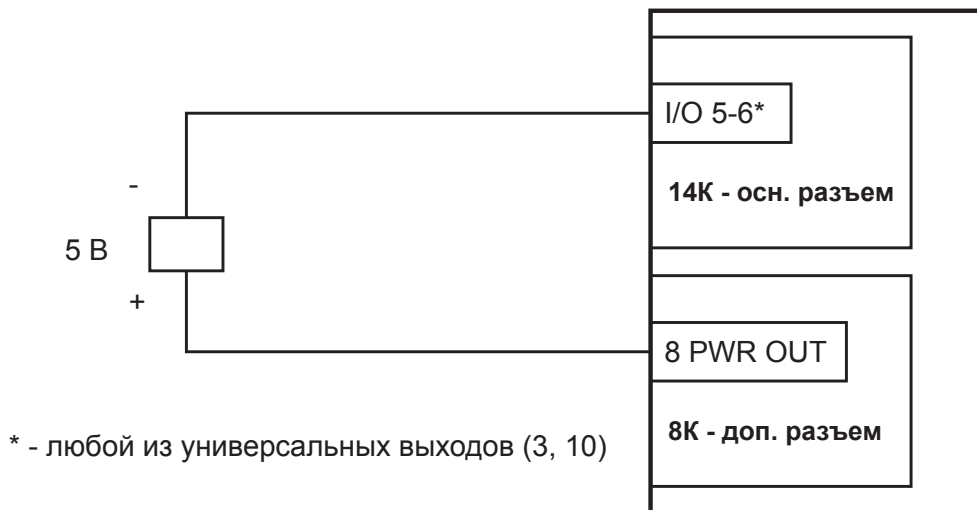 I/O 5-6*
14К - осн. разъем
-
5 В
+
8 PWR OUT
8К - доп. разъем
* - любой из универсальных выходов (3, 10)